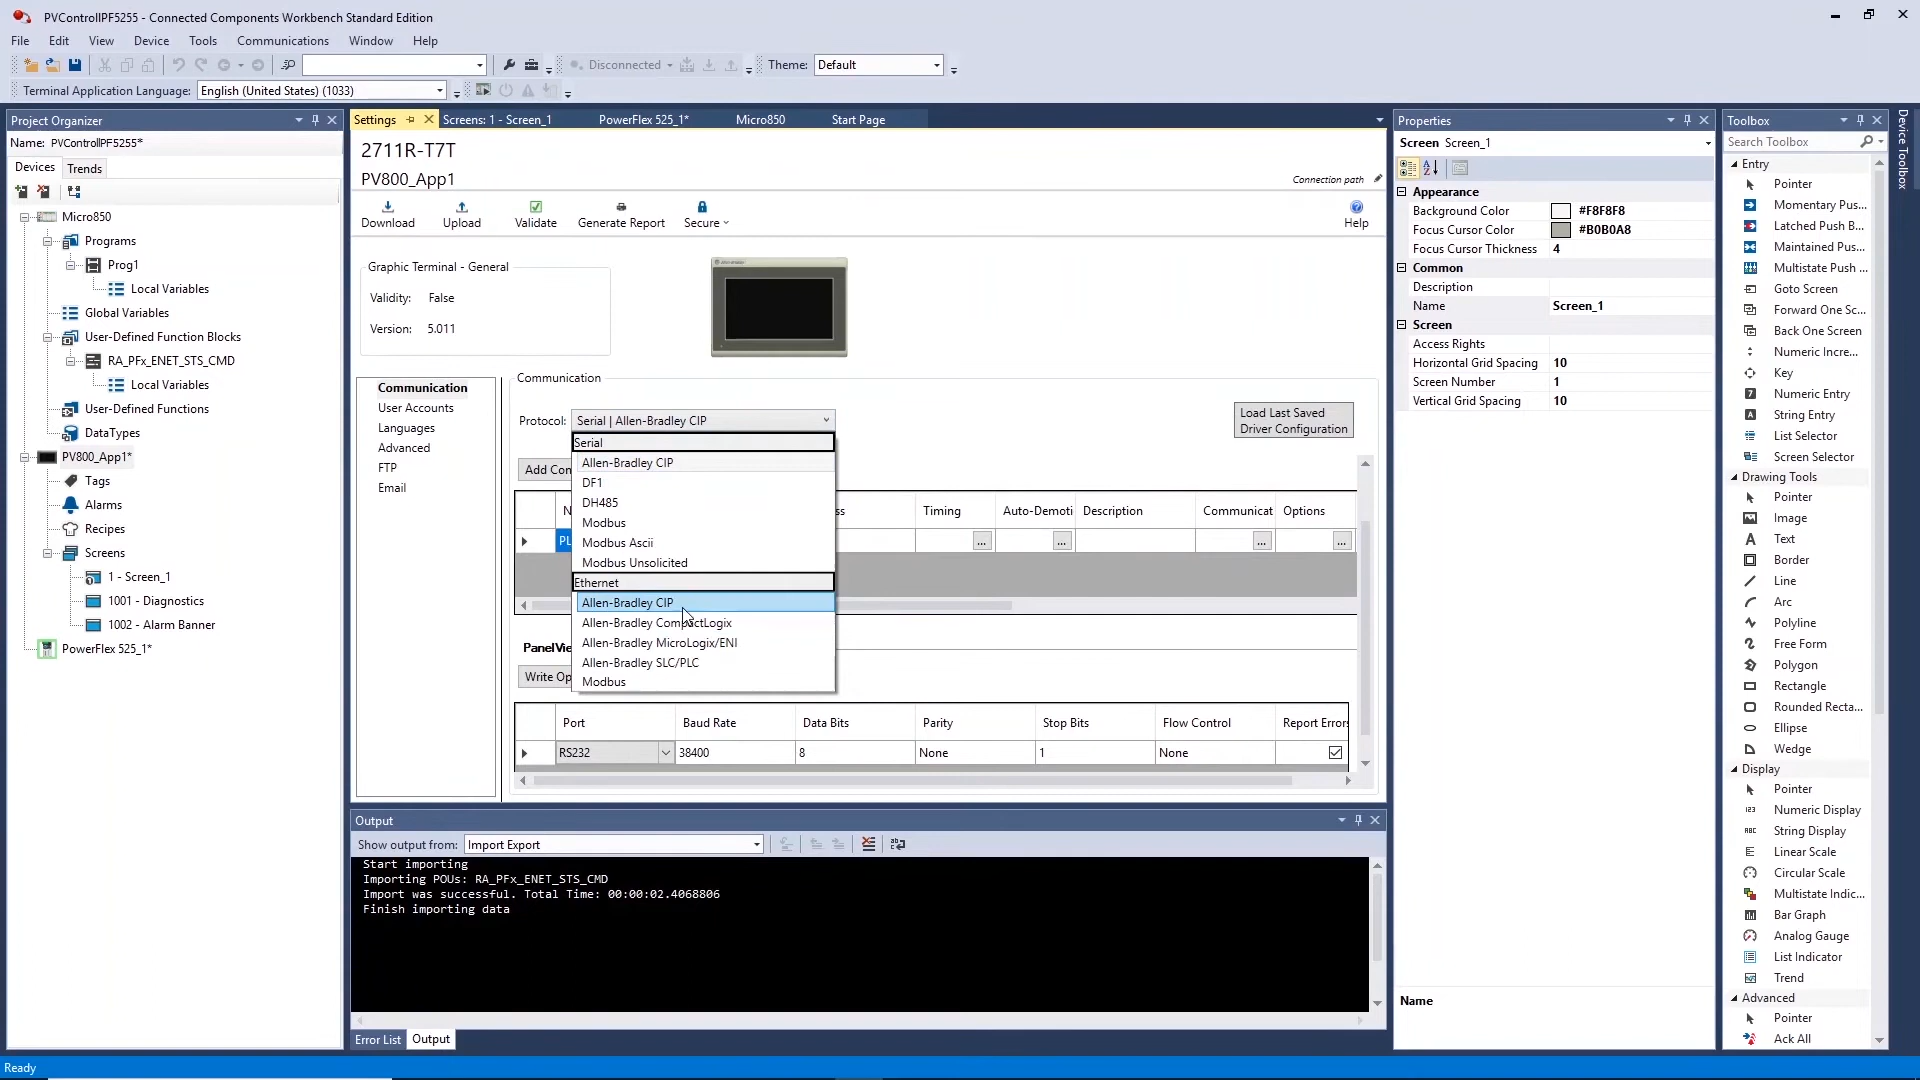 PVControllPF5255 - Connected Components Workbench Standard Edition
File Edit View Device Tools Communications Window Help
Disconnected Theme: Default
Terminal Application Language: English (United States) (1033)
Project Organizer
Name: PVControllPF5255*
Devices Trends
Micro850
Programs
Prog1
Local Variables
Global Variables
User-Defined Function Blocks
RA_PFx_ENET_STS_CMD
Local Variables
User-Defined Functions
DataTypes
PV800_App1*
Tags
Alarms
Recipes
Screens
1 - Screen_1
1001 - Diagnostics
1002 - Alarm Banner
PowerFlex 525_1*
Settings Screens: 1 - Screen_1 PowerFlex 525_1* Micro850 Start Page
2711R-T7T
PV800_App1
Connection path
Download Upload Validate Generate Report Secure Help
Graphic Terminal - General
Validity: False
Version: 5.011
Communication
User Accounts
Languages
Advanced
FTP
Email
Communication
Protocol: Serial | Allen-Bradley CIP
Load Last Saved
Driver Configuration
Serial
Allen-Bradley CIP
DF1
DH485
Modbus
Modbus Ascii
Modbus Unsolicited
Ethernet
Allen-Bradley CIP
Allen-Bradley CompactLogix
Allen-Bradley MicroLogix/ENI
Allen-Bradley SLC/PLC
Modbus
Add Con
N ss Timing Auto-Demoti Description Communicat Options
PL ... ... ... ...
PanelVie
Write Op
Port Baud Rate Data Bits Parity Stop Bits Flow Control Report Errors
RS232 38400 8 None 1 None
Output
Show output from: Import Export
Start importing
Importing POUs: RA_PFx_ENET_STS_CMD
Import was successful. Total Time: 00:00:02.4068806
Finish importing data
Error List Output
Ready
Properties
Screen Screen_1
Appearance
Background Color #F8F8F8
Focus Cursor Color #B0B0A8
Focus Cursor Thickness 4
Common
Description
Name Screen_1
Screen
Access Rights
Horizontal Grid Spacing 10
Screen Number 1
Vertical Grid Spacing 10
Name
Toolbox
Search Toolbox
Entry
Pointer
Momentary Pus...
Latched Push B...
Maintained Pus...
Multistate Push ...
Goto Screen
Forward One Sc...
Back One Screen
Numeric Incre...
Key
Numeric Entry
String Entry
List Selector
Screen Selector
Drawing Tools
Pointer
Image
Text
Border
Line
Arc
Polyline
Free Form
Polygon
Rectangle
Rounded Recta...
Ellipse
Wedge
Display
Pointer
Numeric Display
String Display
Linear Scale
Circular Scale
Multistate Indic...
Bar Graph
Analog Gauge
List Indicator
Trend
Advanced
Pointer
Ack All
Device Toolbox